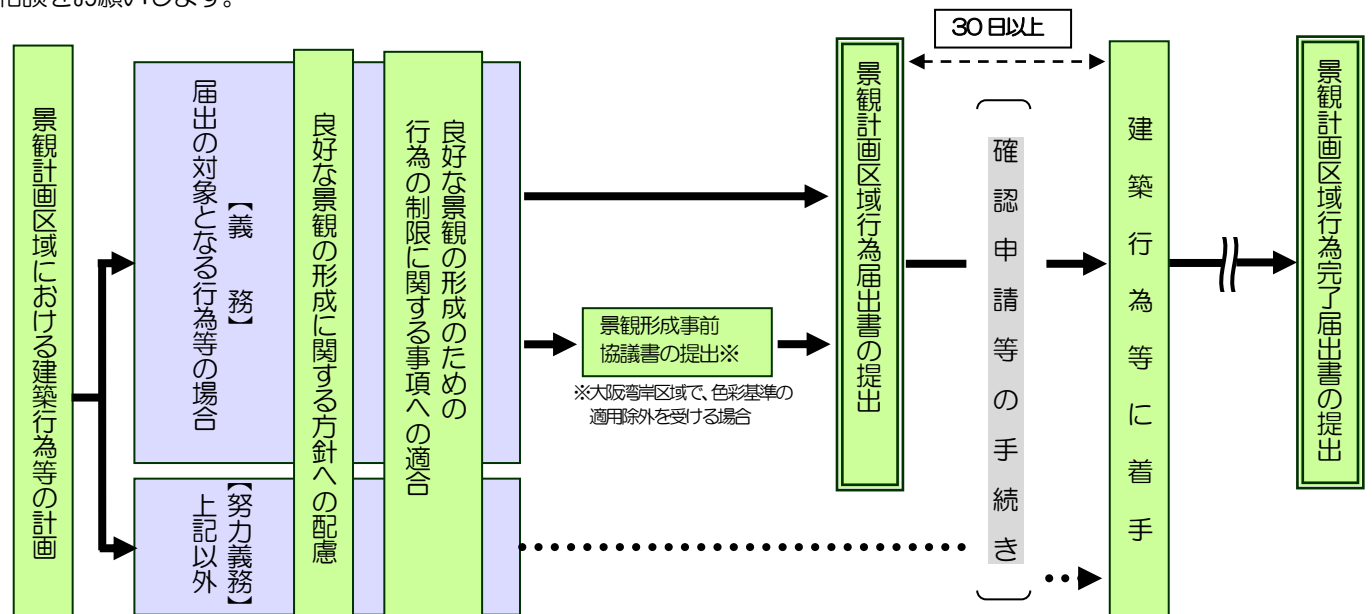 相談をお願いします。
景観計画区域における建築行為等の計画
届出の対象となる行為等の場合
【義務】
上記以外
【努力義務】
良好な景観の形成に関する方針への配慮
良好な景観の形成のための
行為の制限に関する事項への適合
景観形成事前
協議書の提出※
※大阪湾岸区域で、色彩基準の
適用除外を受ける場合
景観計画区域行為届出書の提出
30日以上
確認申請等の手続き
建築行為等に着手
景観計画区域行為完了届出書の提出